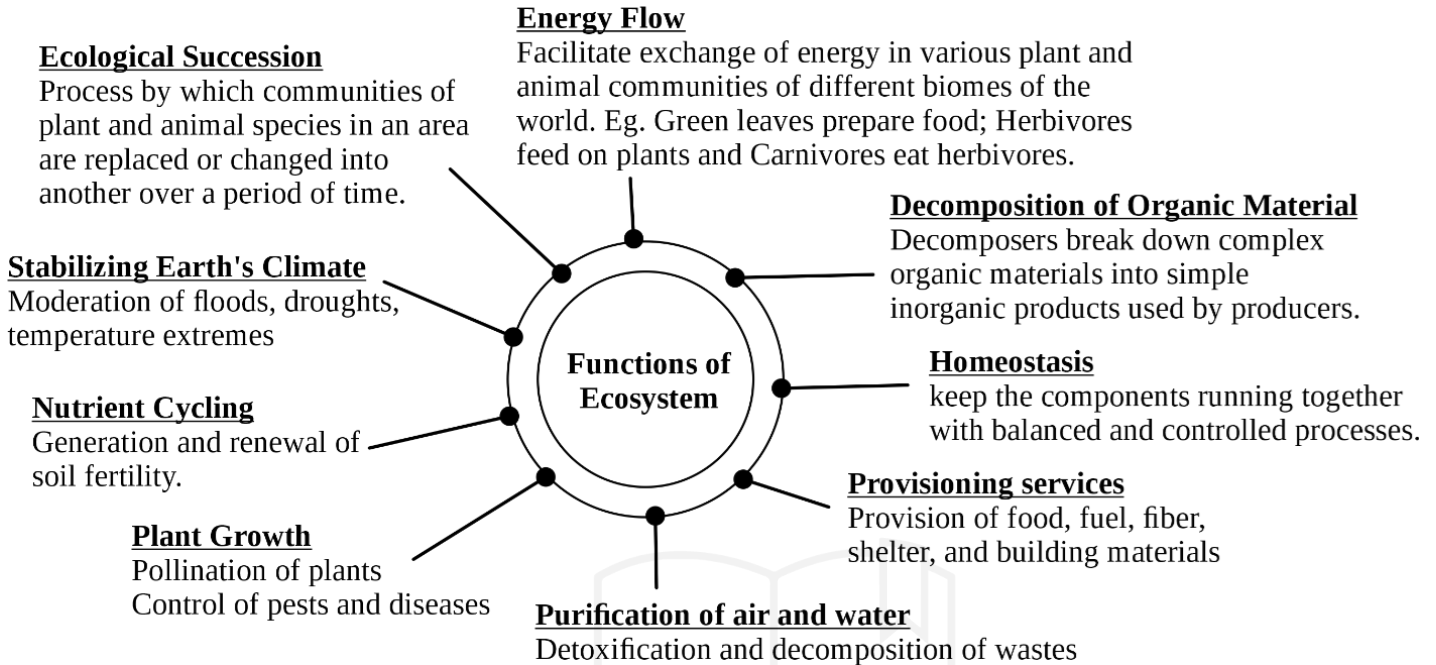 Energy Flow
Facilitate exchange of energy in various plant and
animal communities of different biomes of the
world. Eg. Green leaves prepare food; Herbivores
feed on plants and Carnivores eat herbivores.
Ecological Succession
Process by which communities of
plant and animal species in an area
are replaced or changed into
another over a period of time.
Decomposition of Organic Material
Decomposers break down complex
organic materials into simple
inorganic products used by producers.
Stabilizing Earth's Climate
Moderation of floods, droughts,
temperature extremes
Functions of
Ecosystem
Homeostasis
keep the components running together
with balanced and controlled processes.
Nutrient Cycling
Generation and renewal of
soil fertility.
Provisioning services
Provision of food, fuel, fiber,
shelter, and building materials
Plant Growth
Pollination of plants
Control of pests and diseases
Purification of air and water
Detoxification and decomposition of wastes